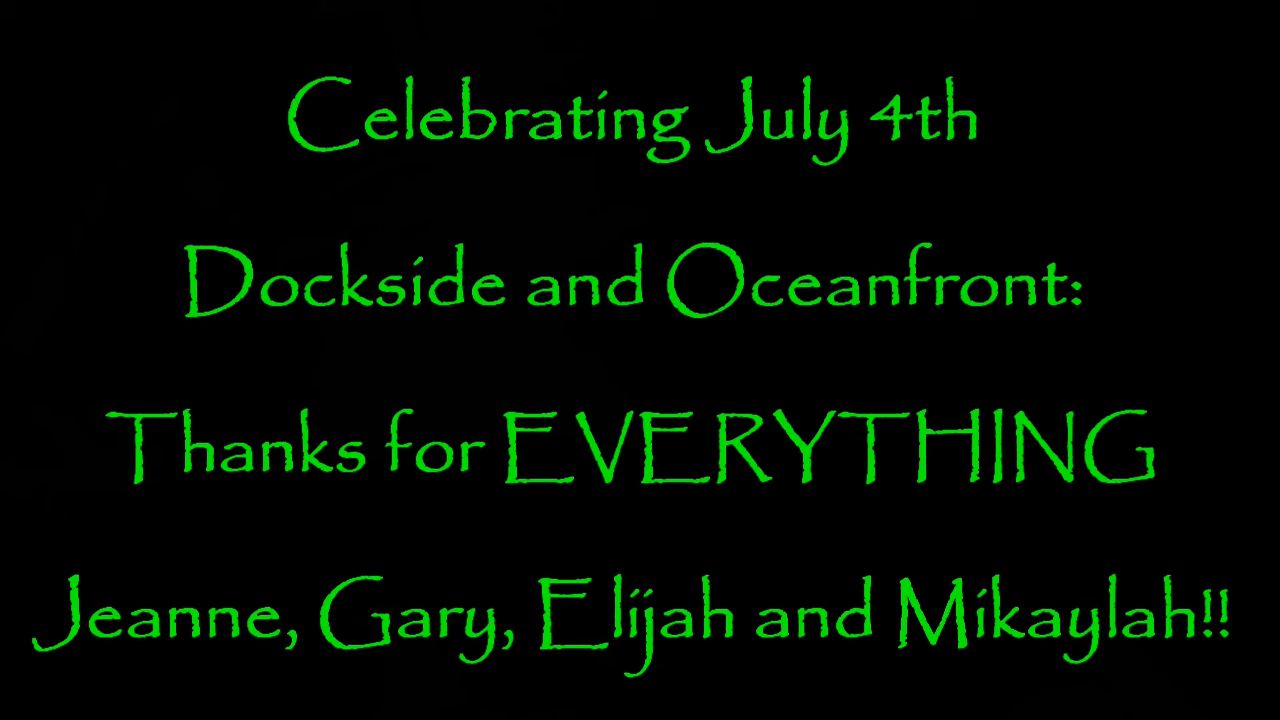 Celebrating July 4th
Dockside and Oceanfront:
Thanks for EVERYTHING
Jeanne, Gary, Elijah and Mikaylah!!